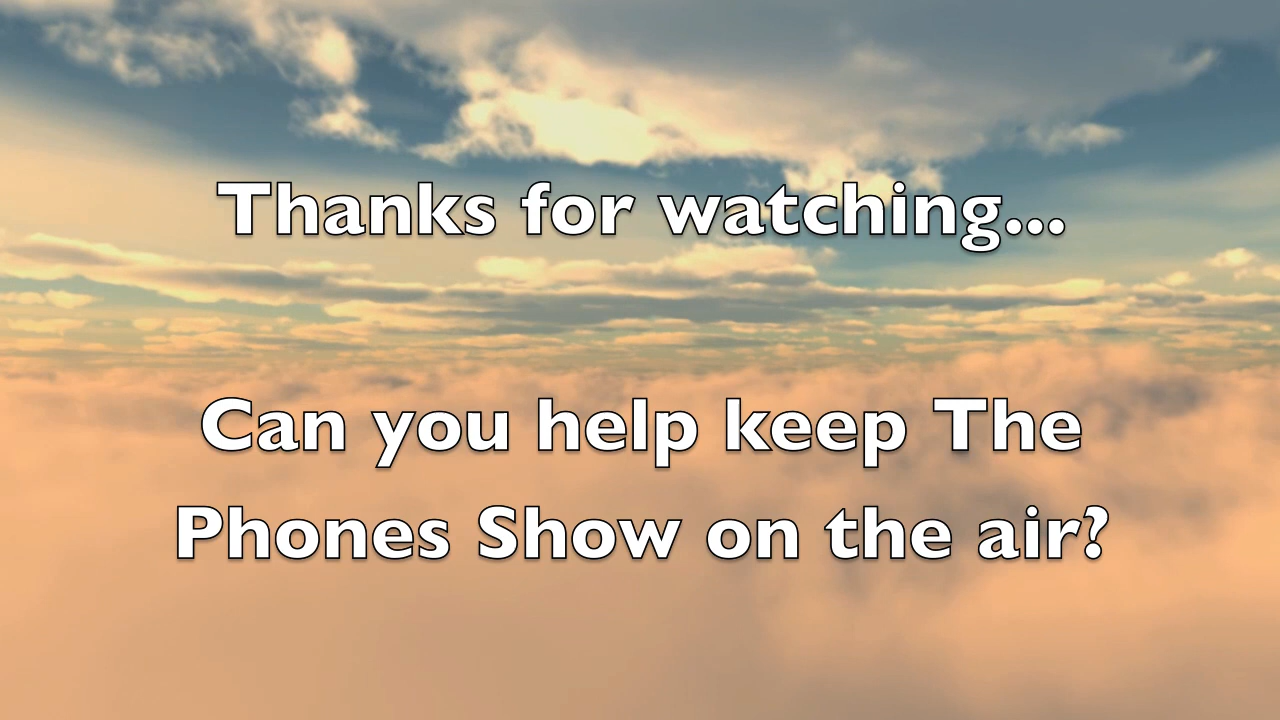 Thanks for watching...
Can you help keep The
Phones Show on the air?